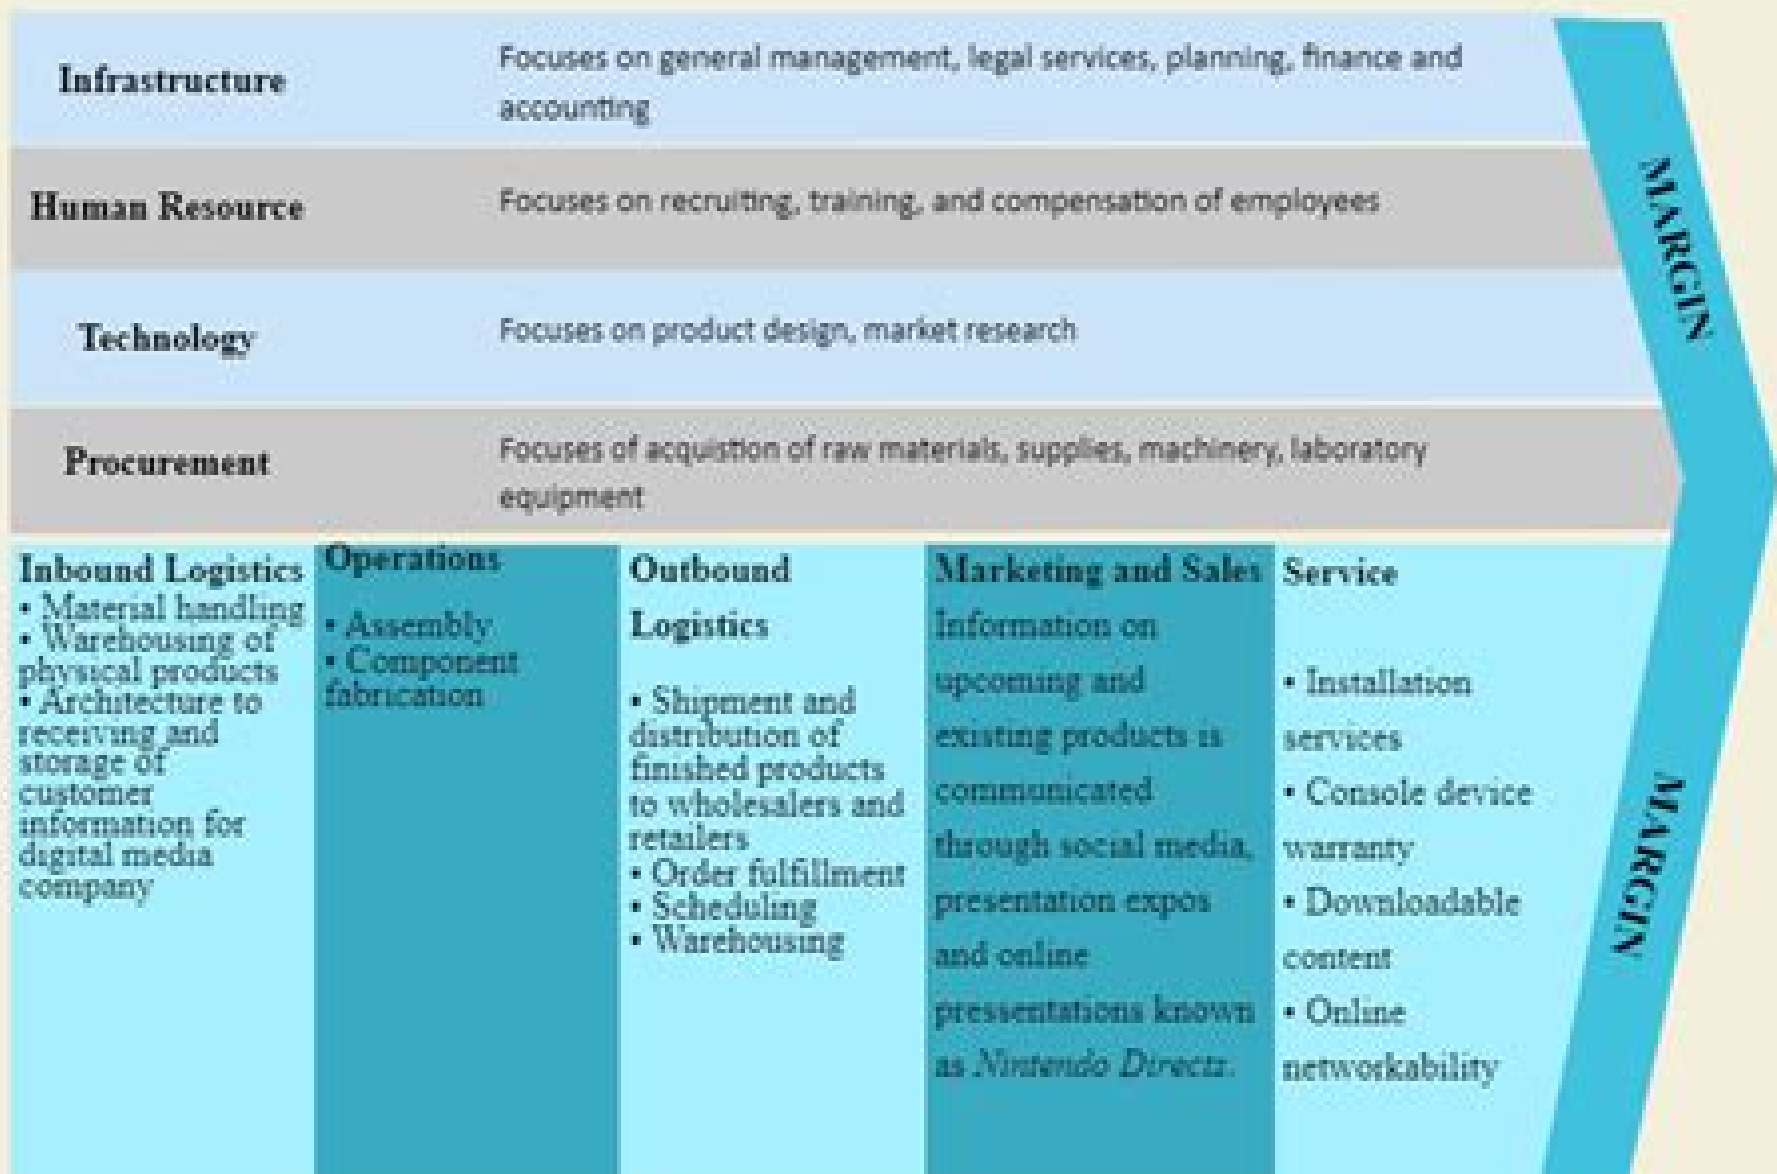 Infrastructure
Focuses on general management, legal services, planning, finance and
accounting
Human Resource
Focuses on recruiting, training, and compensation of employees
Technology
Focuses on product design, market research
Procurement
Focuses of acquistion of raw materials, supplies, machinery, laboratory
equipment
MARGIN
Inbound Logistics
• Material handling
• Warehousing of
physical products
• Architecture to
receiving and
storage of
customer
information for
digital media
company
Operations
• Assembly
• Component
fabrication
Outbound
Logistics
• Shipment and
distribution of
finished products
to wholesalers and
retailers
• Order fulfillment
• Scheduling
• Warehousing
Marketing and Sales
Information on
upcoming and
existing products is
communicated
through social media,
presentation expos
and online
pressentations known
as Nintendo Directs.
Service
• Installation
services
• Console device
warranty
• Downloadable
content
• Online
networkability
MARGIN